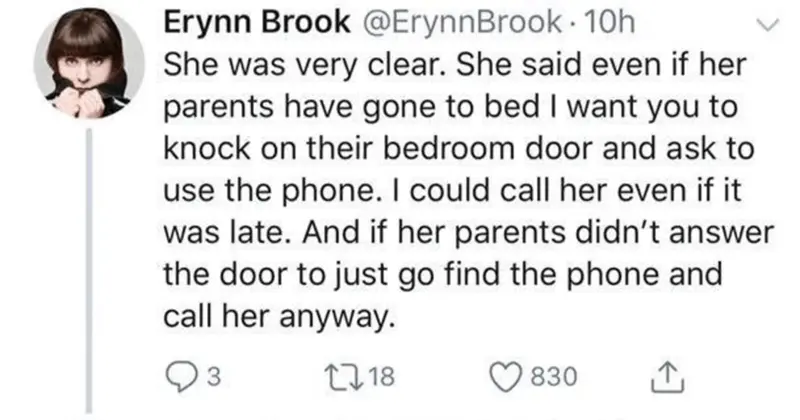 Erynn Brook @ErynnBrook · 10h
She was very clear. She said even if her
parents have gone to bed I want you to
knock on their bedroom door and ask to
use the phone. I could call her even if it
was late. And if her parents didn’t answer
the door to just go find the phone and
call her anyway.
3 18 830